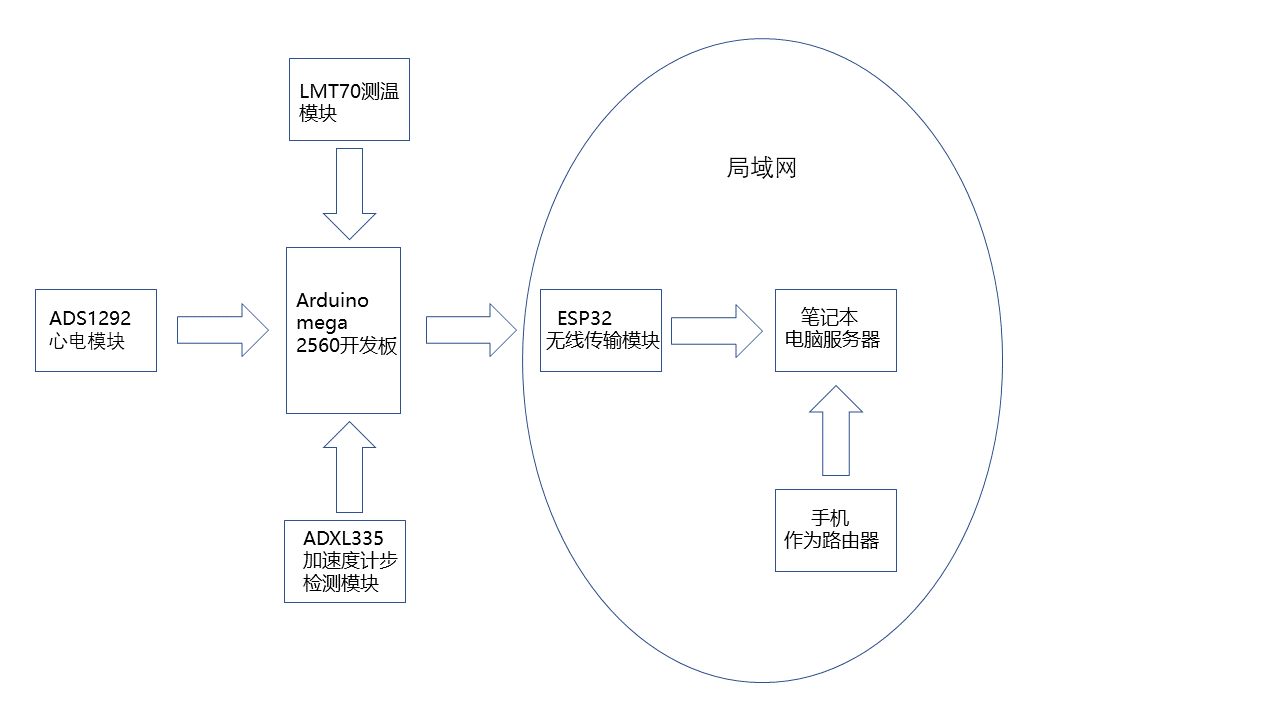 LMT70测温
模块
局域网
ADS1292
心电模块
Arduino
mega
2560开发板
ESP32
无线传输模块
笔记本
电脑服务器
ADXL335
加速度计步
检测模块
手机
作为路由器